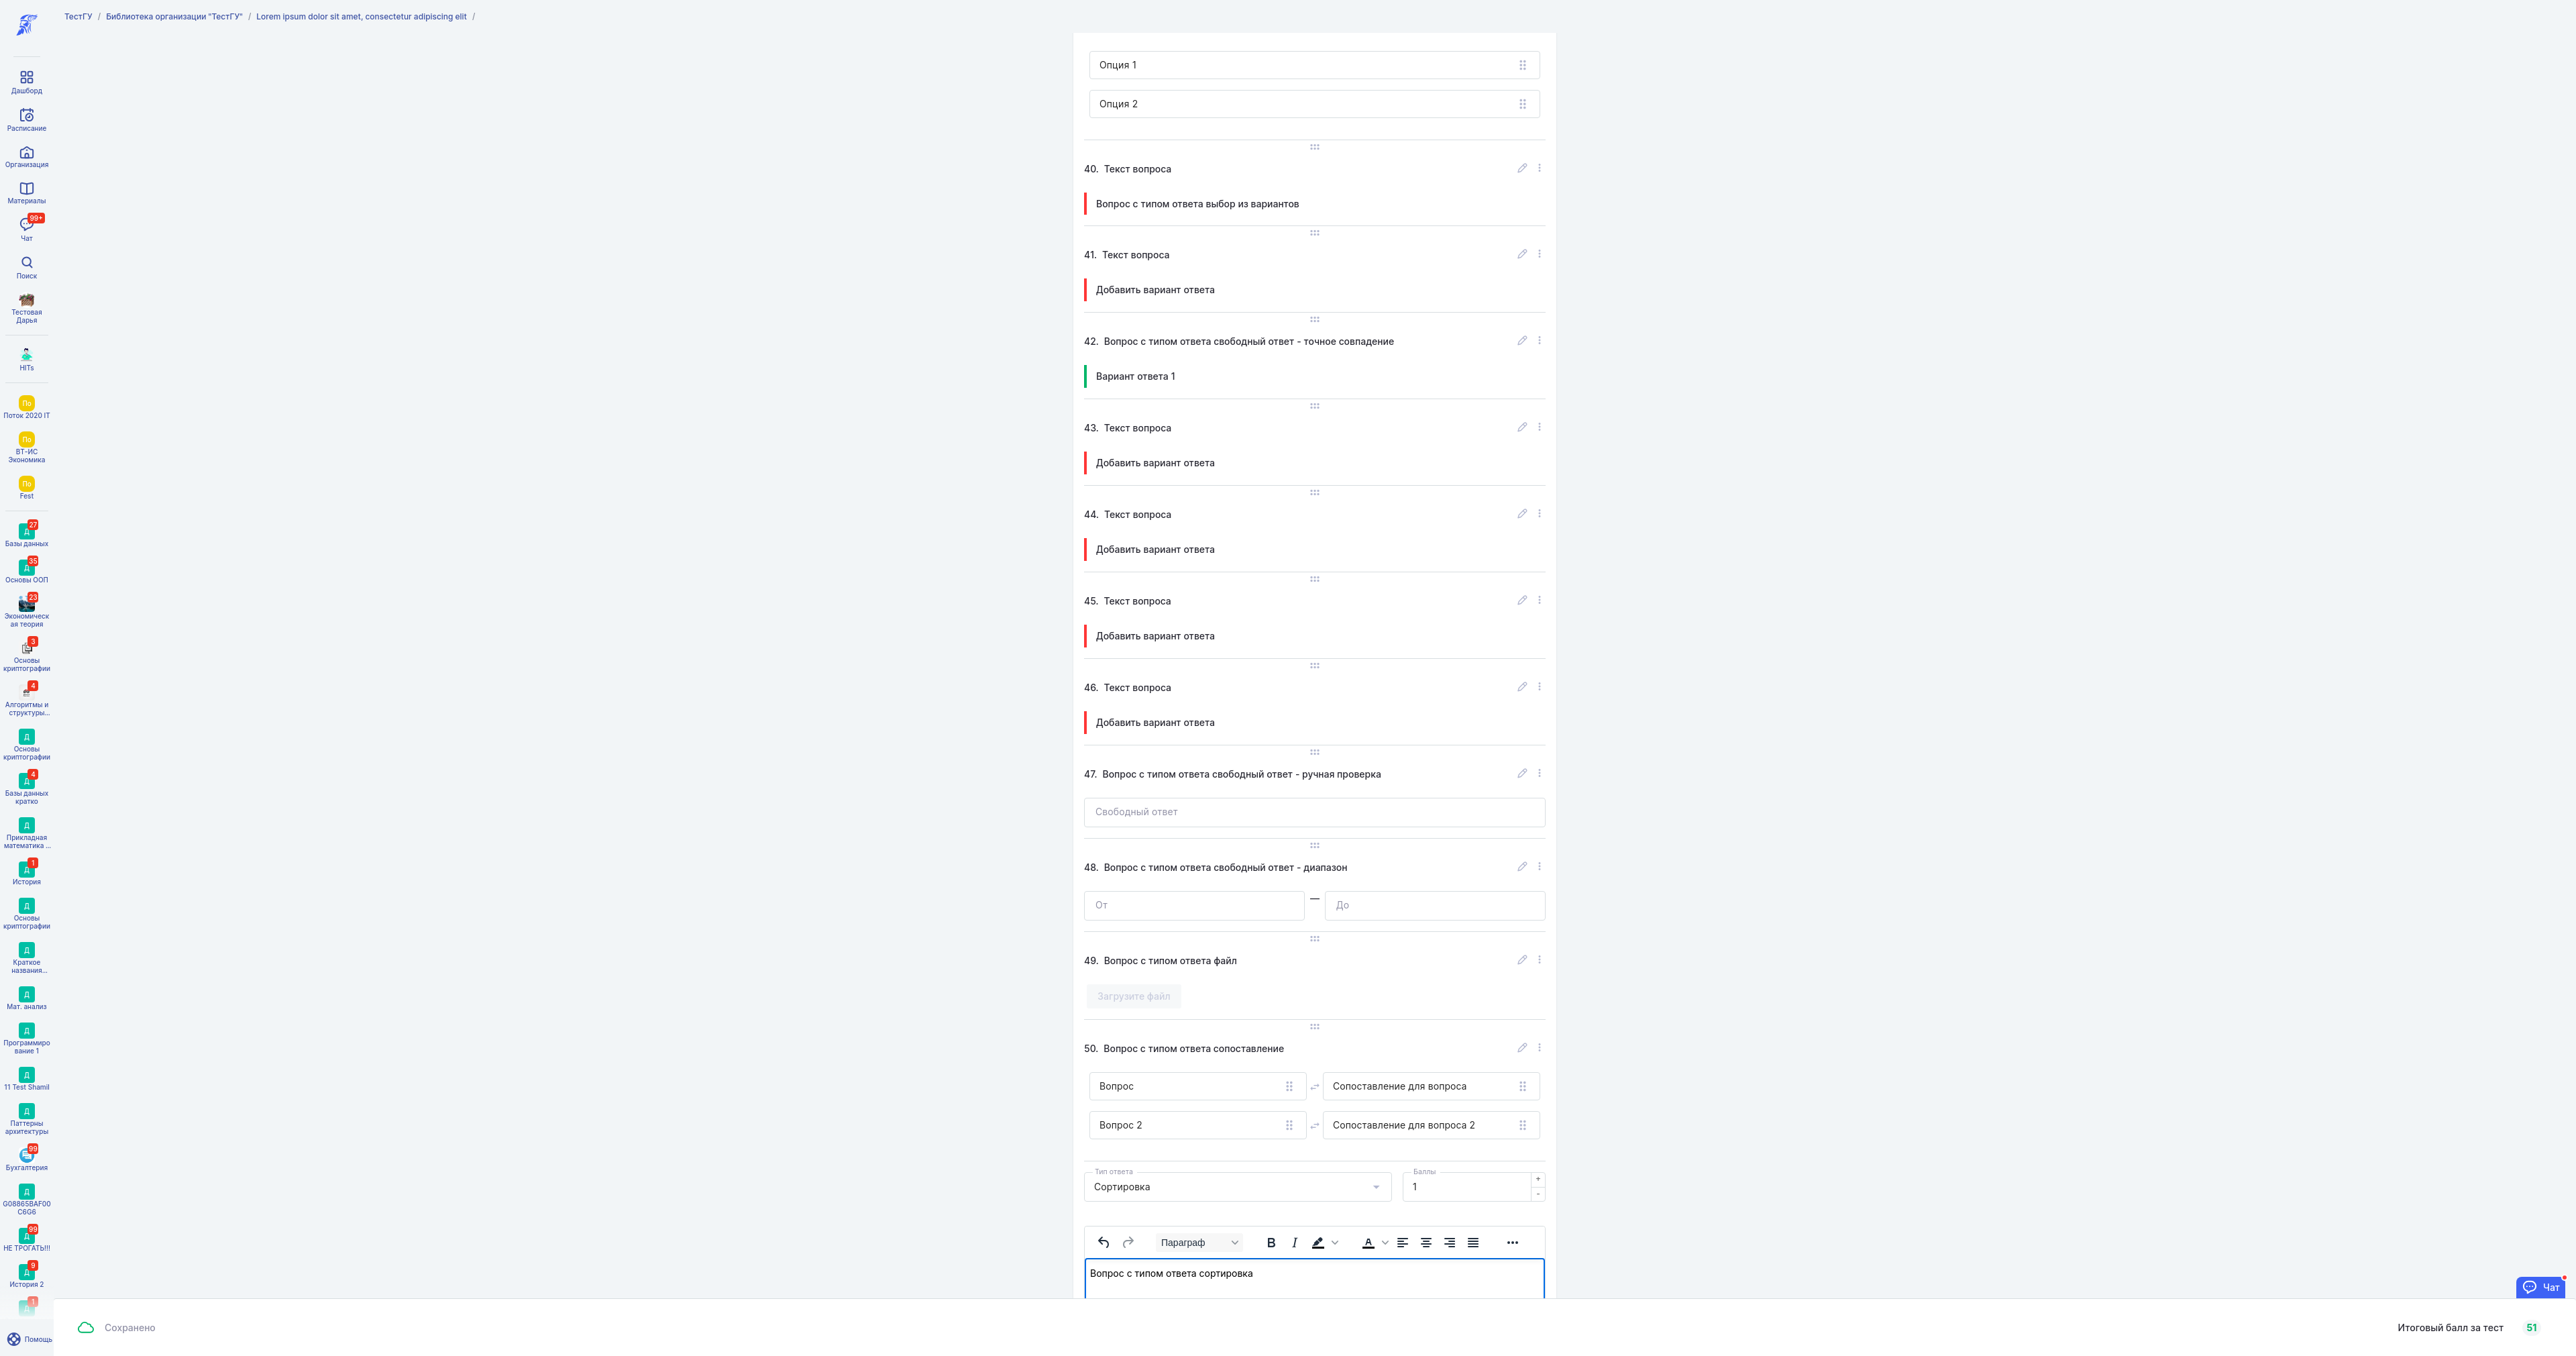 ТестГУ / Библиотека организации "ТестГУ" / Lorem ipsum dolor sit amet, consectetur adipiscing elit /
Дашборд
Расписание
Организация
Материалы
99+
Чат
Поиск
Тестовая
Дарья
HITs
По
Поток 2020 IT
По
ВТ-ИС
Экономика
По
Fest
27
Д
Базы данных
35
Д
Основы ООП
23
Экономическ
ая теория
3
Основы
криптографии
4
Алгоритмы и
структуры...
Д
Основы
криптографии
4
Д
Базы данных
кратко
Д
Прикладная
математика ...
1
Д
История
Д
Основы
криптографии
Д
Краткое
названия...
Д
Мат. анализ
Д
Программиро
вание 1
Д
11 Test Shamil
Д
Паттерны
архитектуры
99
Бухгалтерия
Д
G08865BAF00
C6G6
99
Д
НЕ ТРОГАТЬ!!!
9
Д
История 2
1
Д
Помощь
Опция 1
Опция 2
40. Текст вопроса
Вопрос с типом ответа выбор из вариантов
41. Текст вопроса
Добавить вариант ответа
42. Вопрос с типом ответа свободный ответ - точное совпадение
Вариант ответа 1
43. Текст вопроса
Добавить вариант ответа
44. Текст вопроса
Добавить вариант ответа
45. Текст вопроса
Добавить вариант ответа
46. Текст вопроса
Добавить вариант ответа
47. Вопрос с типом ответа свободный ответ - ручная проверка
Свободный ответ
48. Вопрос с типом ответа свободный ответ - диапазон
От — До
49. Вопрос с типом ответа файл
Загрузите файл
50. Вопрос с типом ответа сопоставление
Вопрос Сопоставление для вопроса
Вопрос 2 Сопоставление для вопроса 2
Тип ответа Баллы
Сортировка 1 + -
Параграф B I A
Вопрос с типом ответа сортировка
Чат
Сохранено
Итоговый балл за тест 51